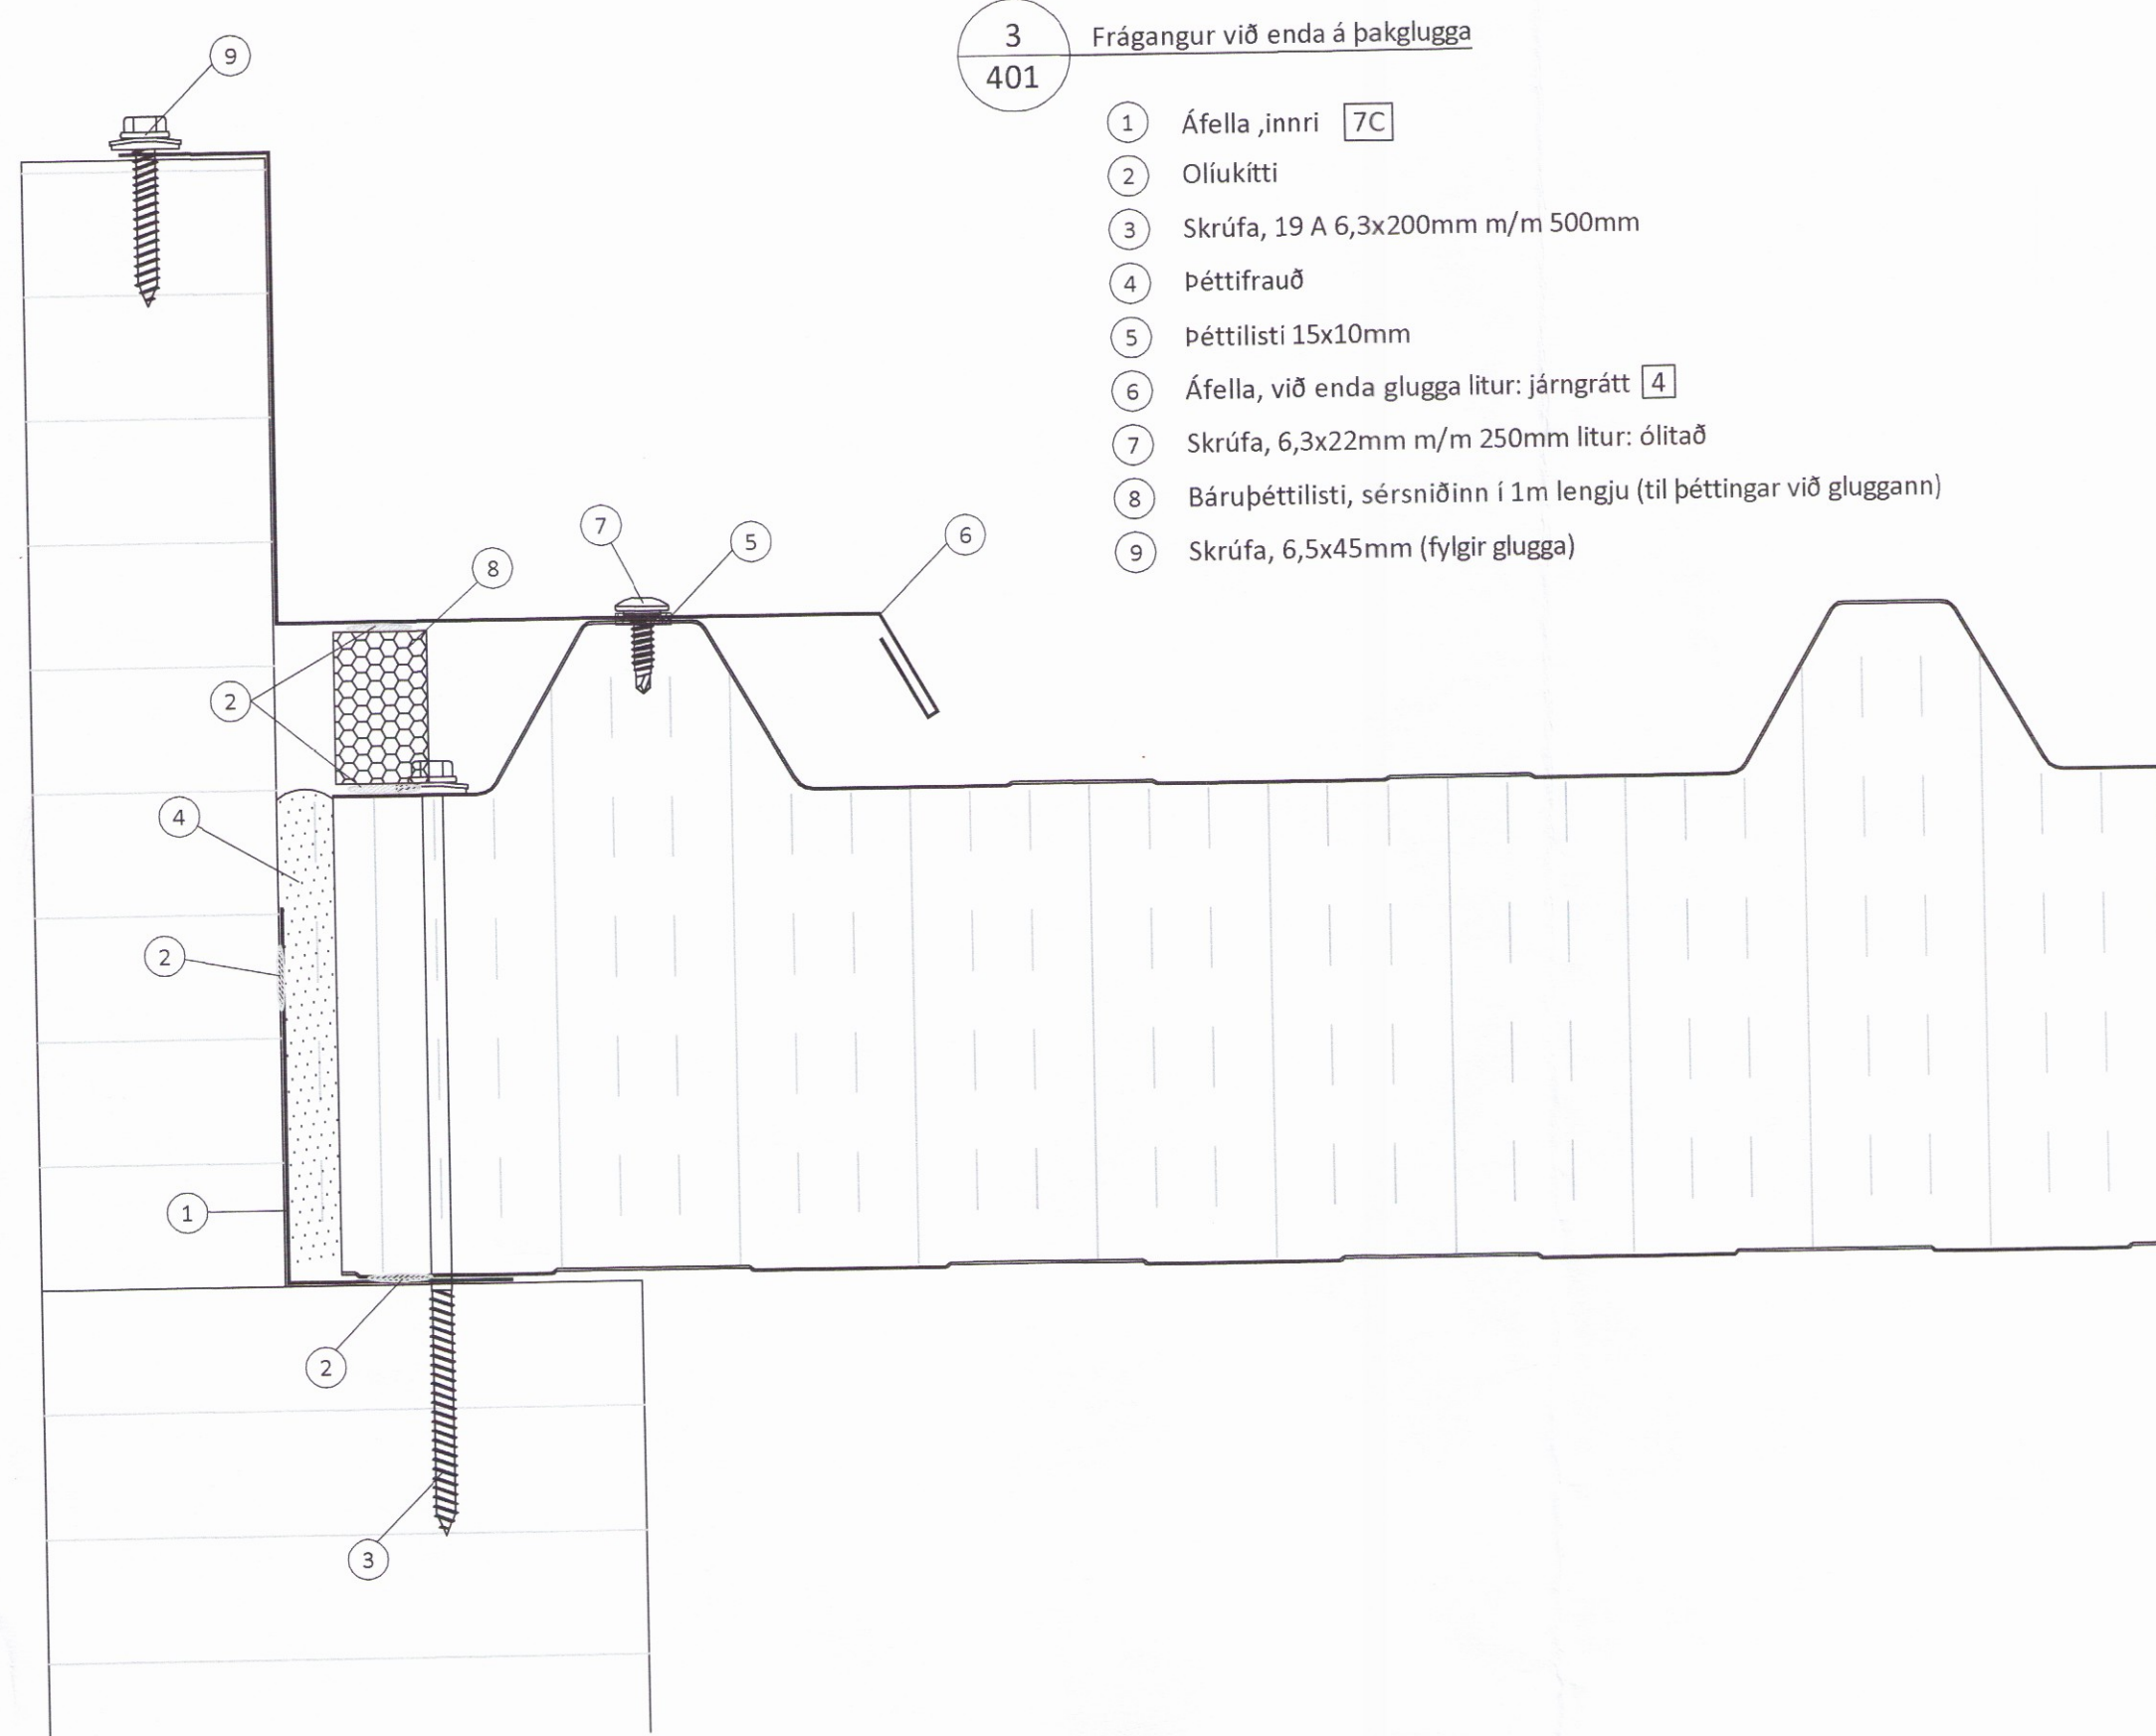 3
401
Frágangur við enda á þakglugga
1 Áfella ,innri 7C
2 Olíukítti
3 Skrúfa, 19 A 6,3x200mm m/m 500mm
4 Þéttifrauð
5 Þéttilisti 15x10mm
6 Áfella, við enda glugga litur: járngrátt 4
7 Skrúfa, 6,3x22mm m/m 250mm litur: ólitað
8 Báruþéttilisti, sérsniðinn í 1m lengju (til þéttingar við gluggann)
9 Skrúfa, 6,5x45mm (fylgir glugga)
9
7
5
6
8
2
4
2
1
2
3